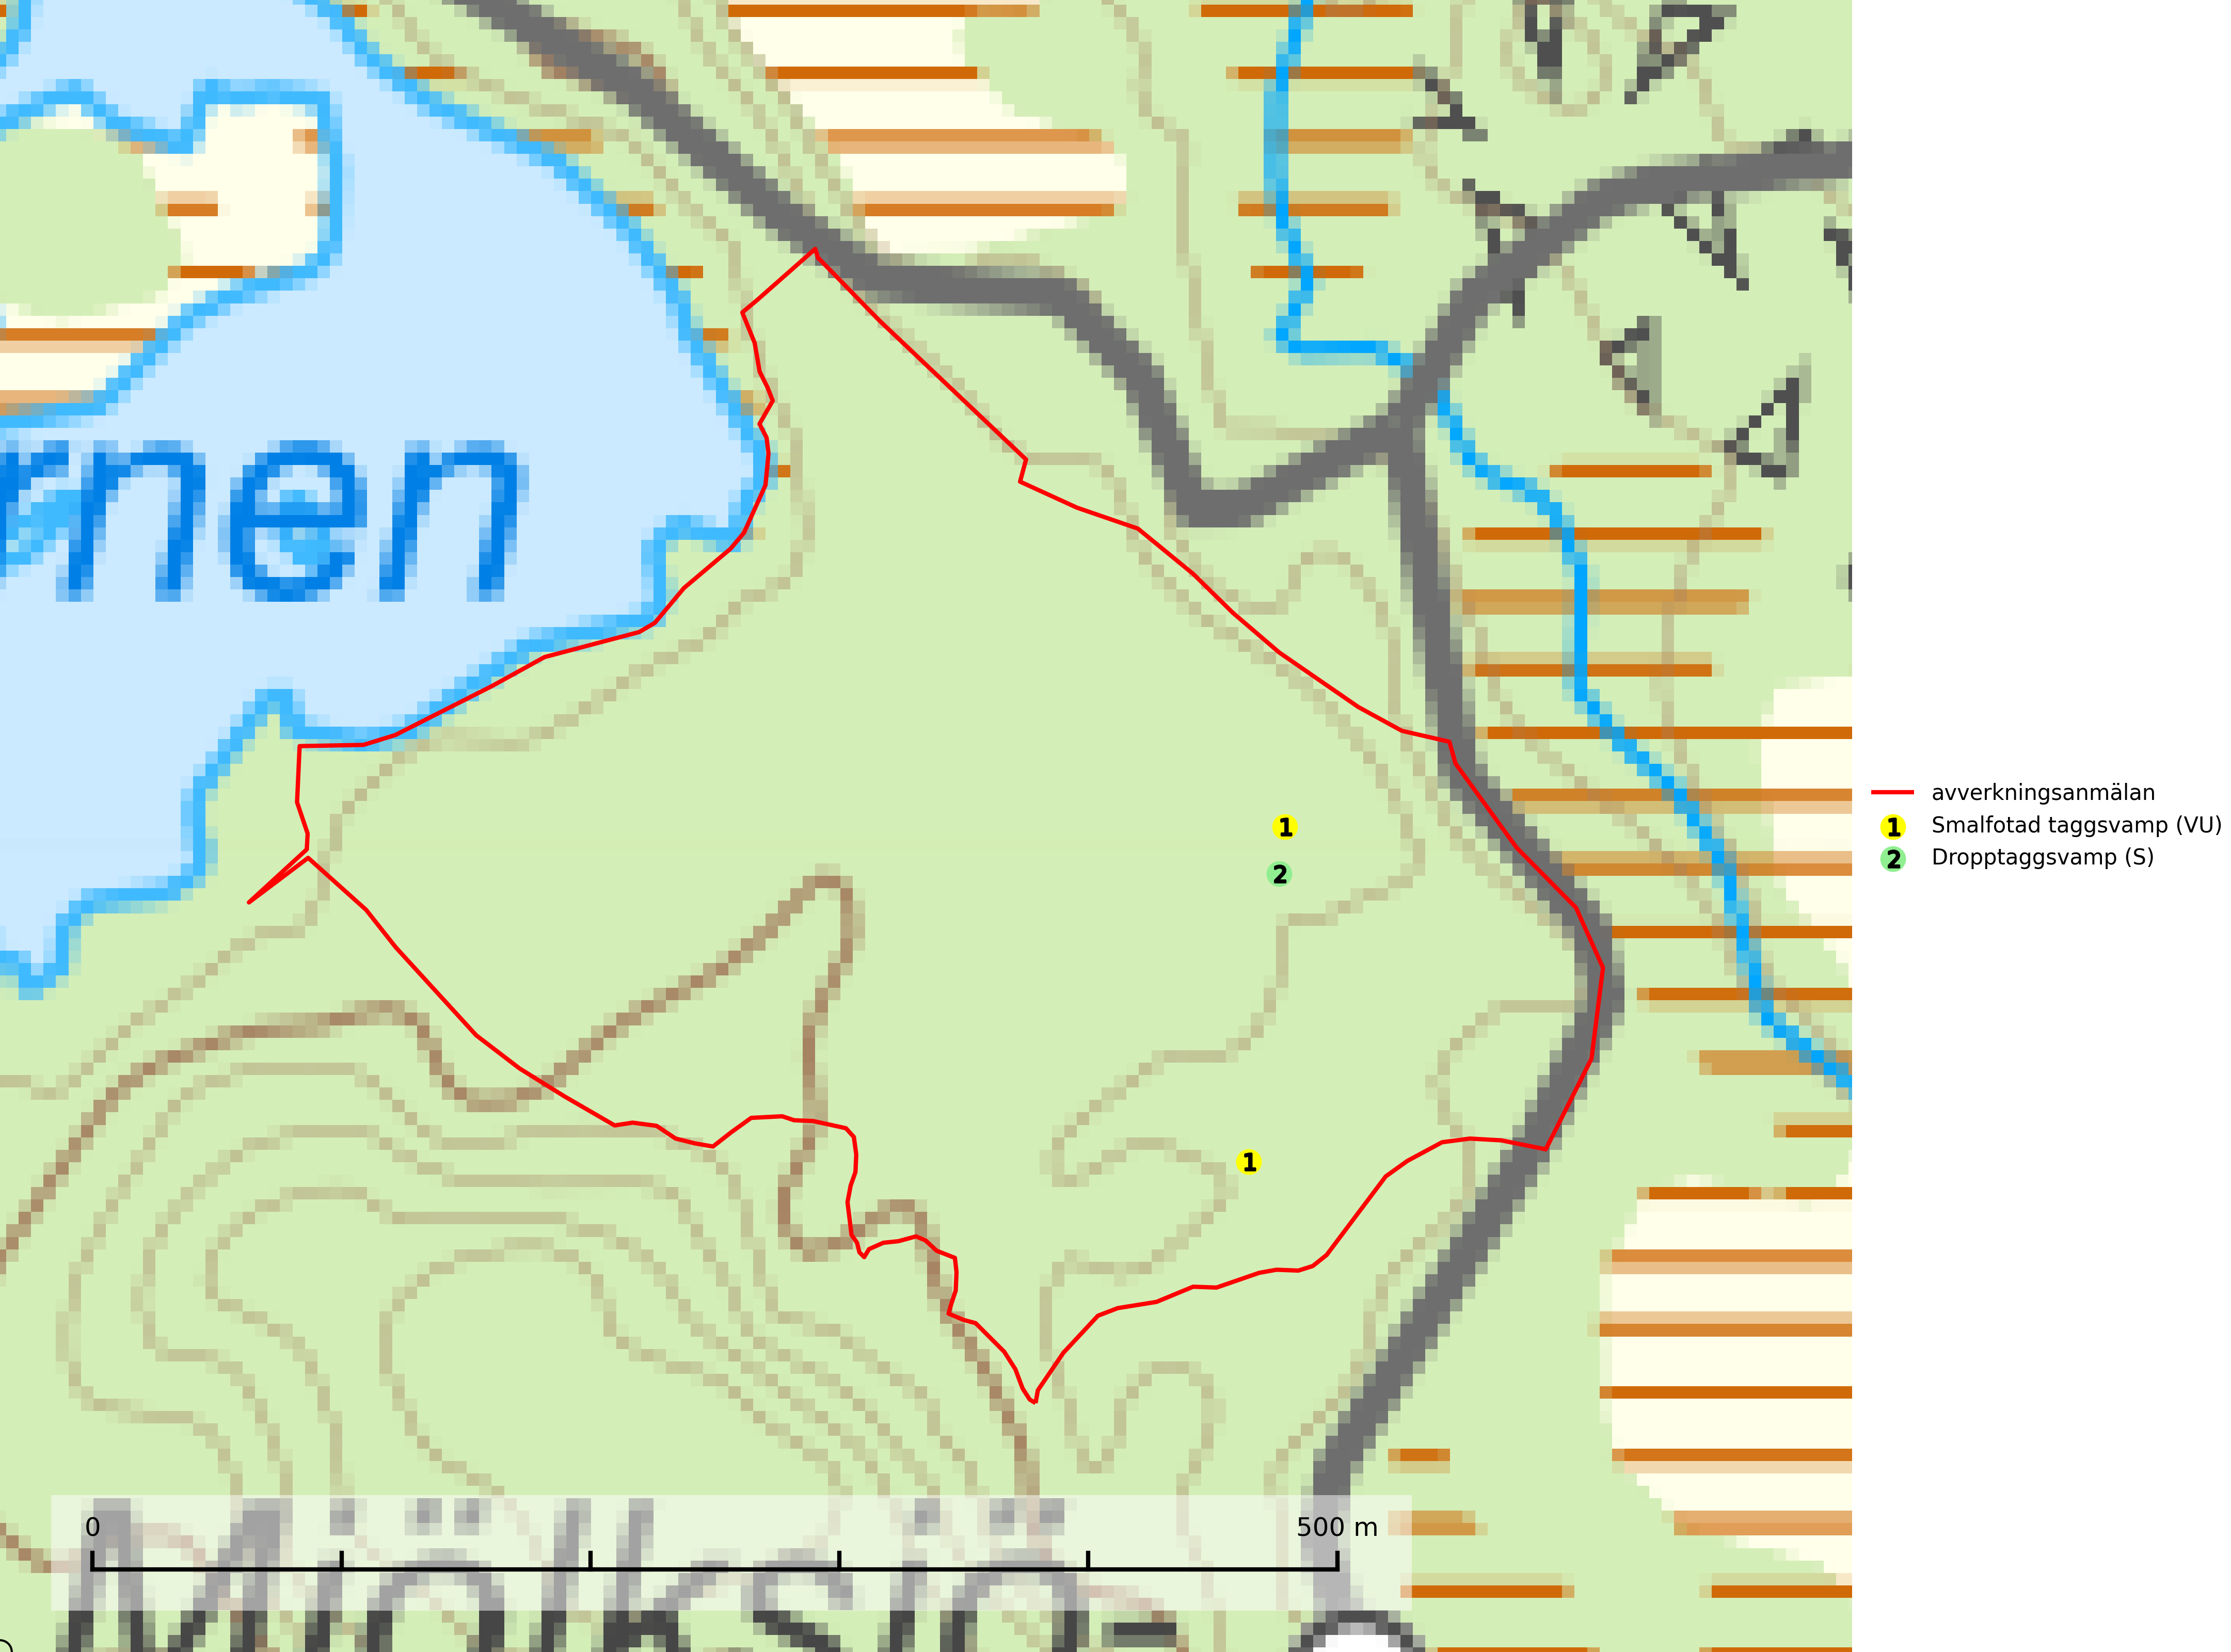 rnen
avverkningsanmälan
1 Smalfotad taggsvamp (VU)
2 Dropptaggsvamp (S)
1
2
1
0 500 m